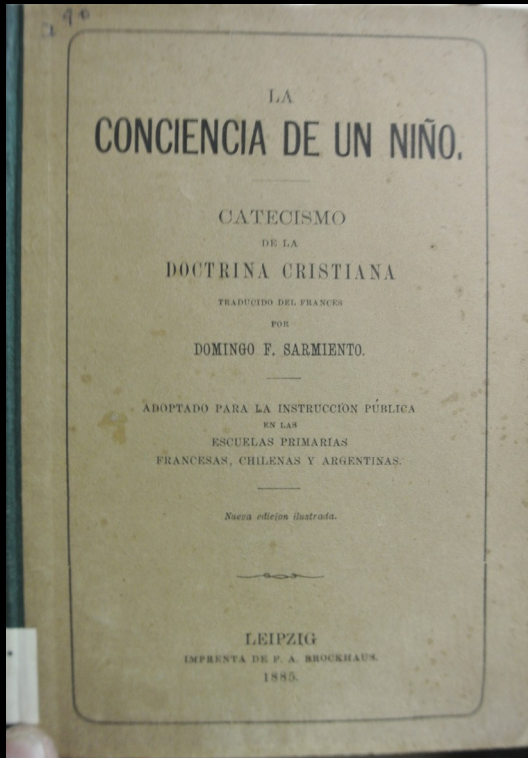 LA
CONCIENCIA DE UN NIÑO.
CATECISMO
DE LA
DOCTRINA CRISTIANA
TRADUCIDO DEL FRANCES
POR
DOMINGO F. SARMIENTO.
ADOPTADO PARA LA INSTRUCCION PÚBLICA
EN LAS
ESCUELAS PRIMARIAS
FRANCESAS, CHILENAS Y ARGENTINAS.
Nueva edicion ilustrada.
LEIPZIG
IMPRENTA DE F. A. BROCKHAUS.
1885.